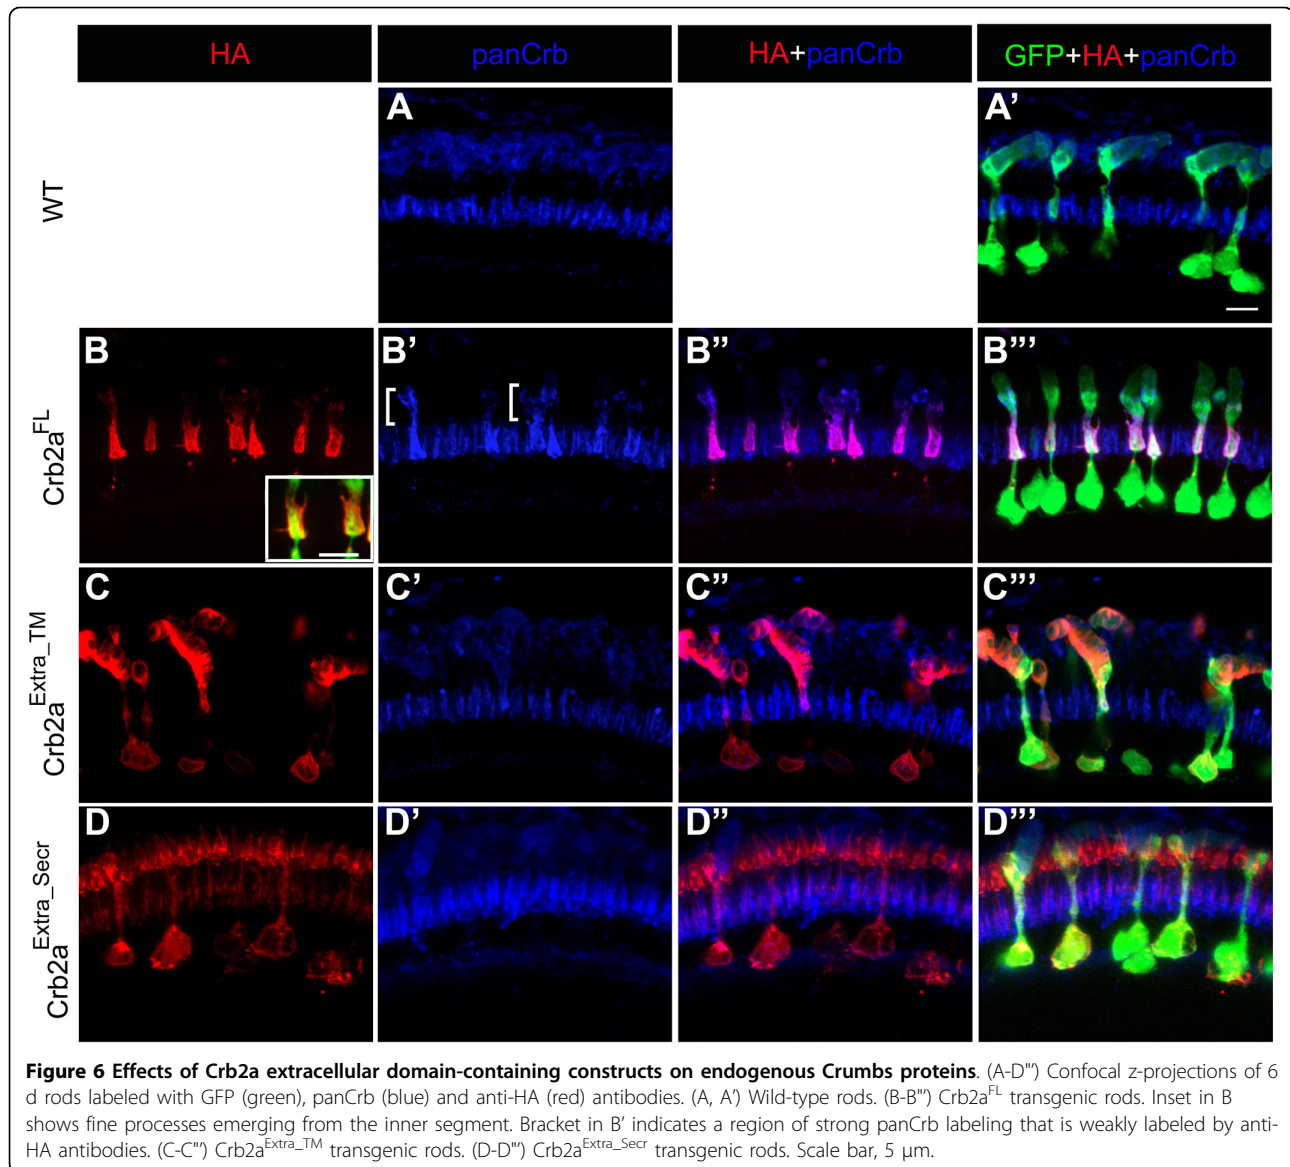 HA
panCrb
HA+panCrb
GFP+HA+panCrb
WT
A
A'
Crb2aFL
B
B'
B"
B"'
[
[
Crb2aExtra_TM
C
C'
C"
C"'
Crb2aExtra_Secr
D
D'
D"
D"'
Figure 6 Effects of Crb2a extracellular domain-containing constructs on endogenous Crumbs proteins. (A-D"') Confocal z-projections of 6
d rods labeled with GFP (green), panCrb (blue) and anti-HA (red) antibodies. (A, A') Wild-type rods. (B-B"') Crb2aFL transgenic rods. Inset in B
shows fine processes emerging from the inner segment. Bracket in B' indicates a region of strong panCrb labeling that is weakly labeled by anti-
HA antibodies. (C-C"') Crb2aExtra_TM transgenic rods. (D-D"') Crb2aExtra_Secr transgenic rods. Scale bar, 5 μm.